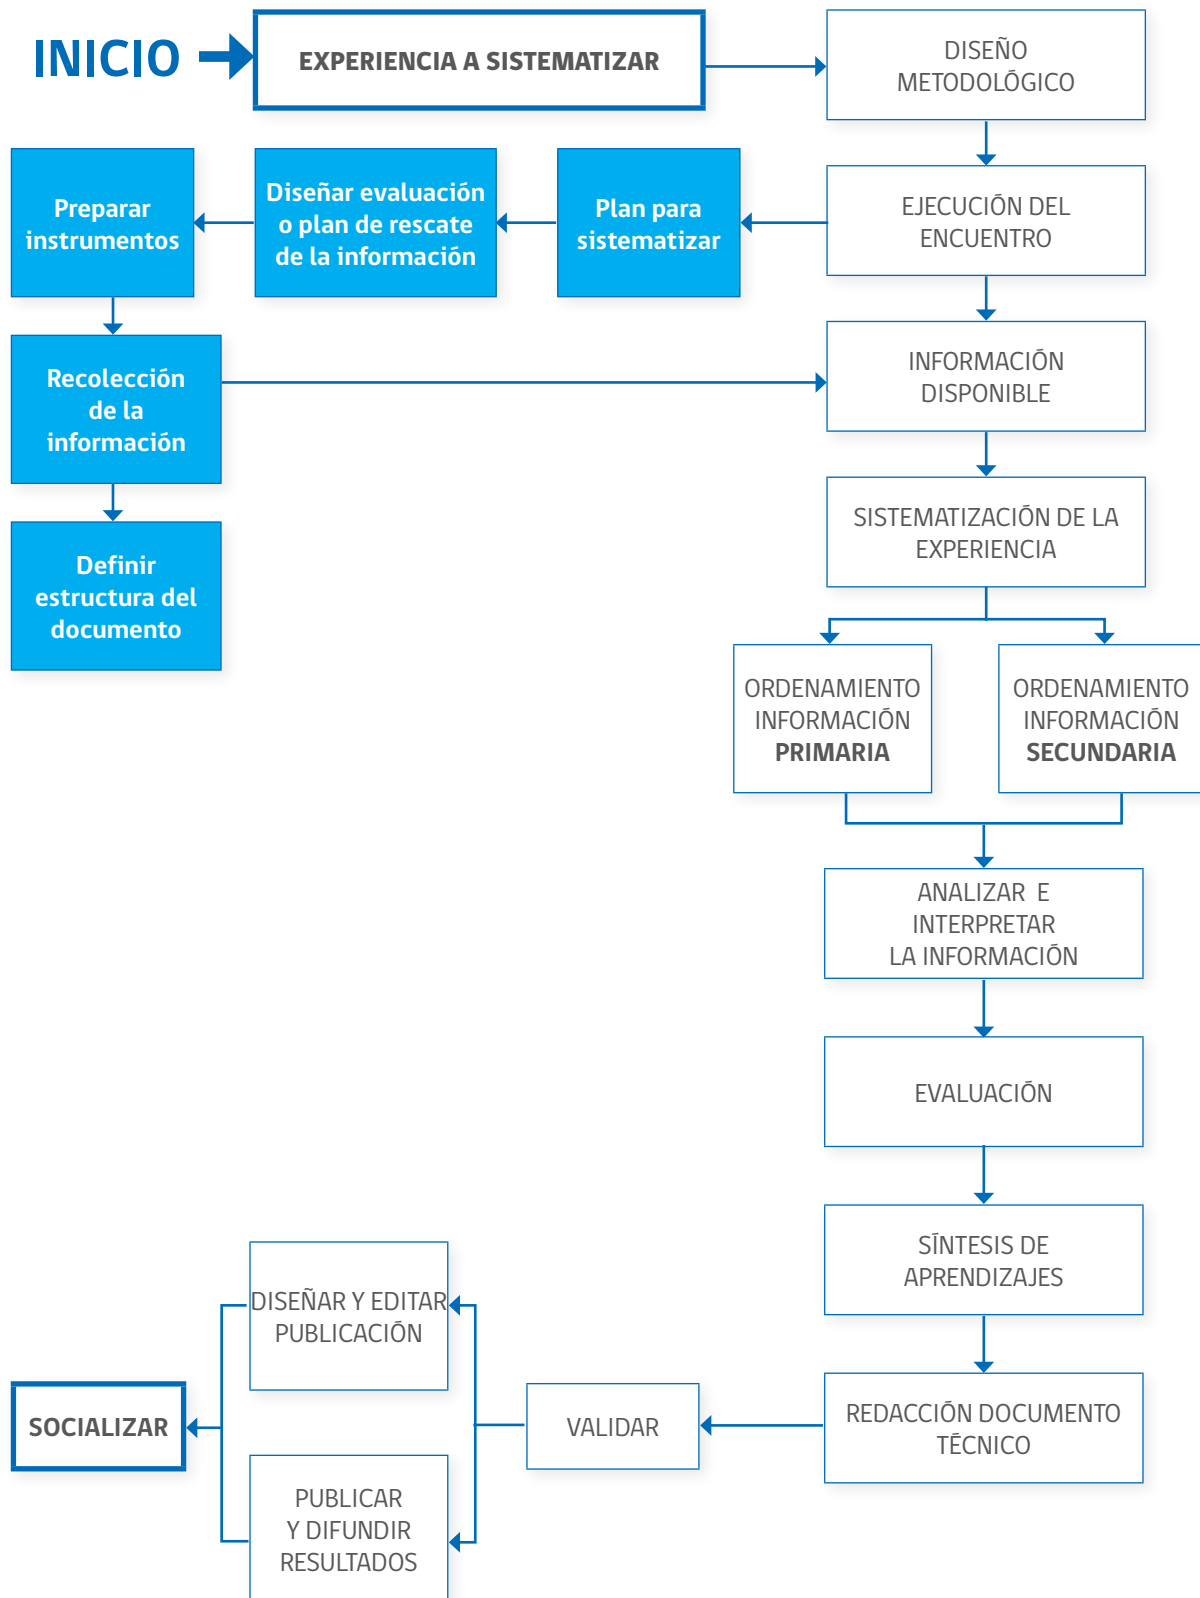 INICIO
EXPERIENCIA A SISTEMATIZAR
DISEÑO
METODOLÓGICO
EJECUCIÓN DEL
ENCUENTRO
Plan para
sistematizar
Diseñar evaluación
o plan de rescate
de la información
Preparar
instrumentos
Recolección
de la
información
Definir
estructura del
documento
INFORMACIÓN
DISPONIBLE
SISTEMATIZACIÓN DE LA
EXPERIENCIA
ORDENAMIENTO
INFORMACIÓN
PRIMARIA
ORDENAMIENTO
INFORMACIÓN
SECUNDARIA
ANALIZAR E
INTERPRETAR
LA INFORMACIÓN
EVALUACIÓN
SÍNTESIS DE
APRENDIZAJES
REDACCIÓN DOCUMENTO
TÉCNICO
VALIDAR
DISEÑAR Y EDITAR
PUBLICACIÓN
PUBLICAR
Y DIFUNDIR
RESULTADOS
SOCIALIZAR